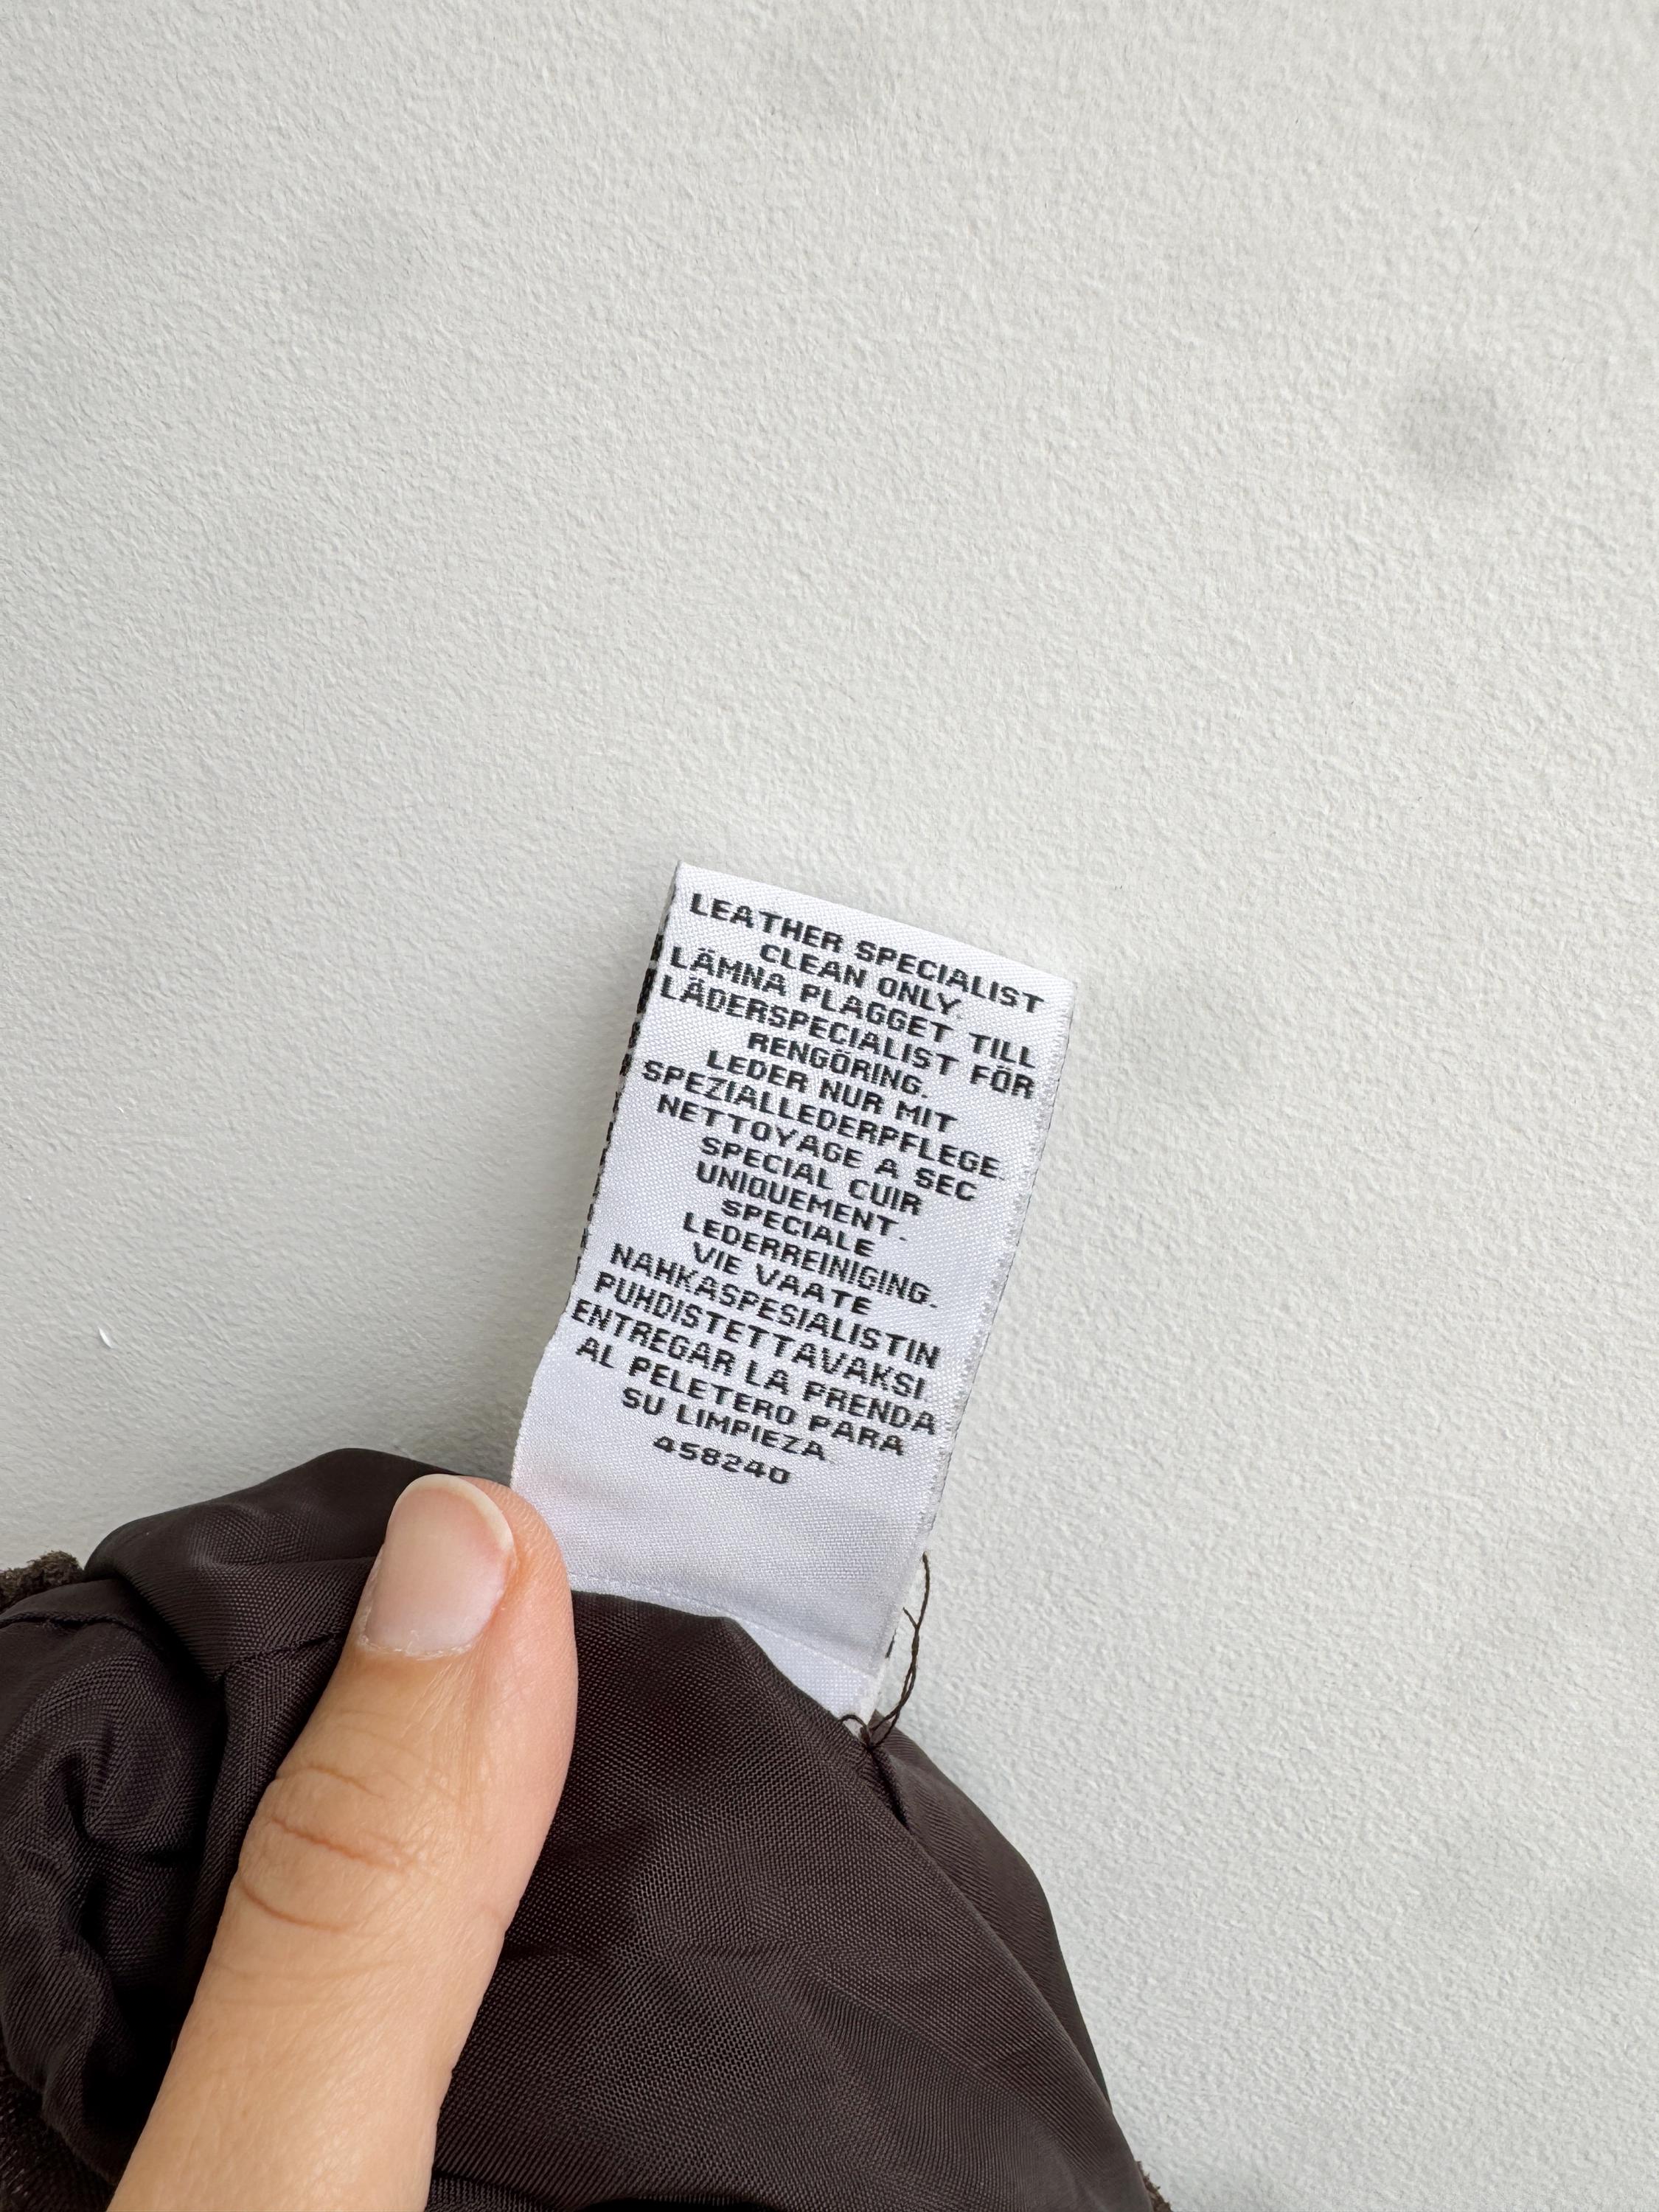 LEATHER SPECIALIST
CLEAN ONLY.
LÄMNA PLAGGET TILL
LÄDERSPECIALIST FÖR
RENGÖRING.
LEDER NUR MIT
SPEZIALLEDERPFLEGE.
NETTOYAGE A SEC
SPECIAL CUIR
UNIQUEMENT.
SPECIALE
LEDERREINIGING.
VIE VAATE
NAHKASPESIALISTIN
PUHDISTETTAVAKSI.
ENTREGAR LA PRENDA
AL PELETERO PARA
SU LIMPIEZA.
458240